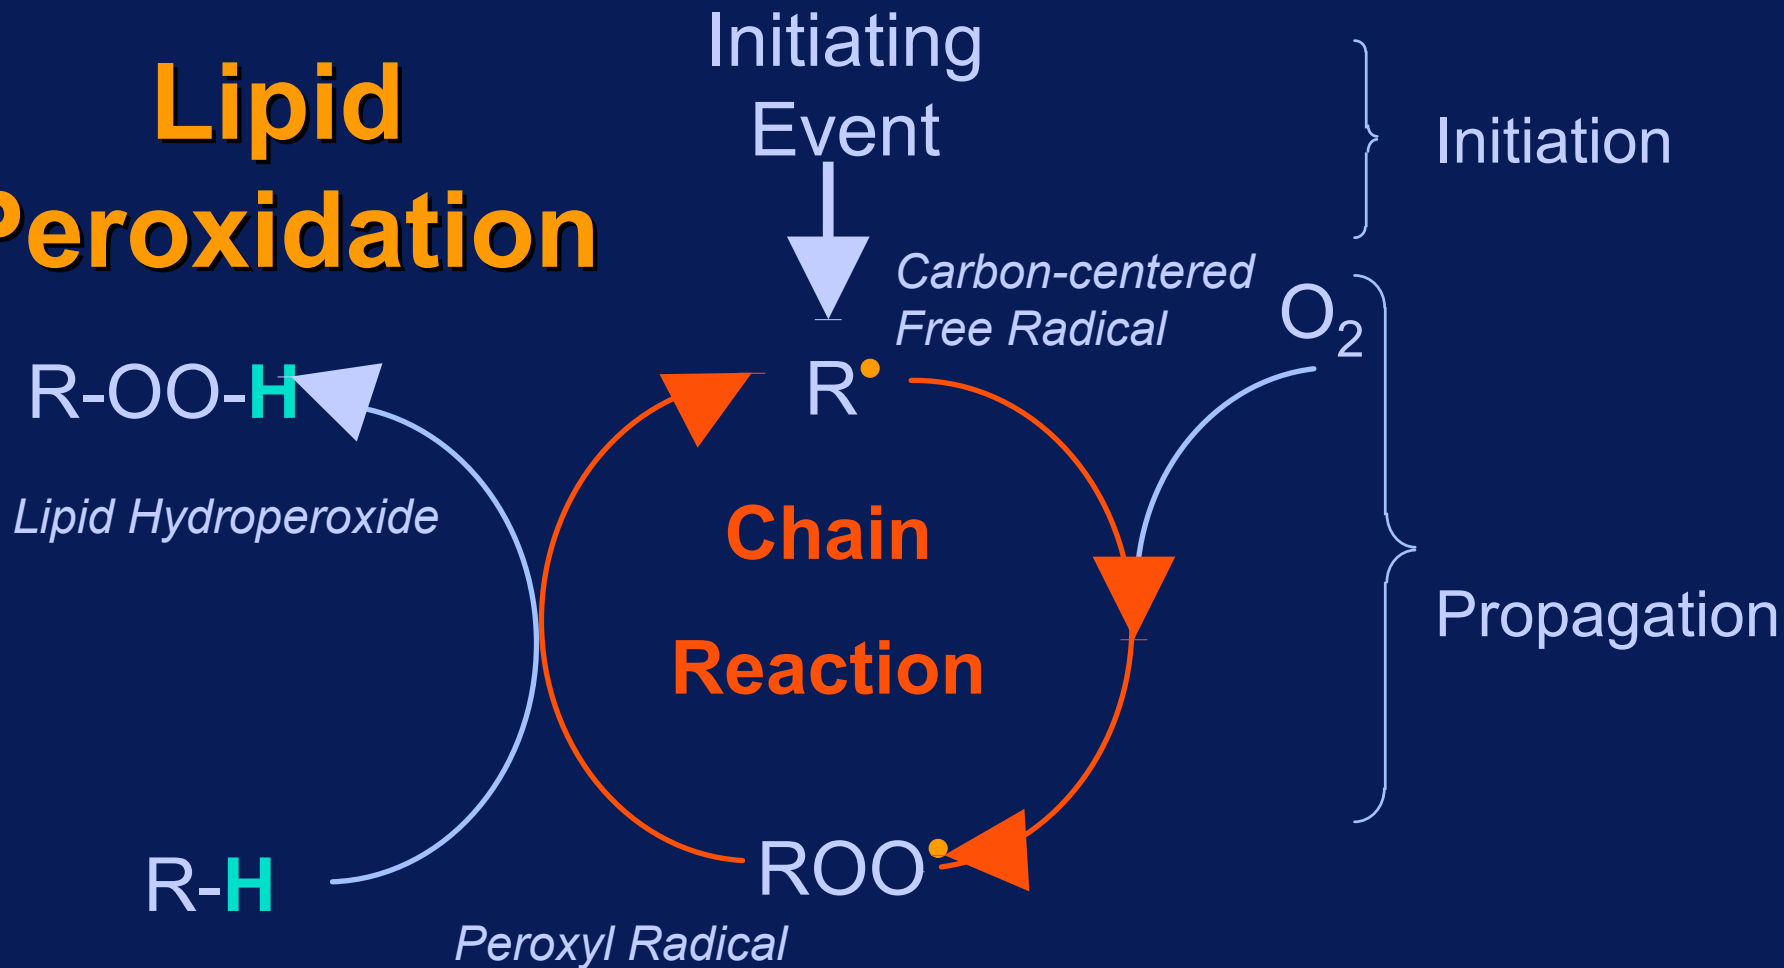 Lipid
Peroxidation
Initiating
Event
Initiation
Carbon-centered
Free Radical
O₂
R-OO-H
R•
Lipid Hydroperoxide
Chain
Reaction
Propagation
R-H
ROO•
Peroxyl Radical